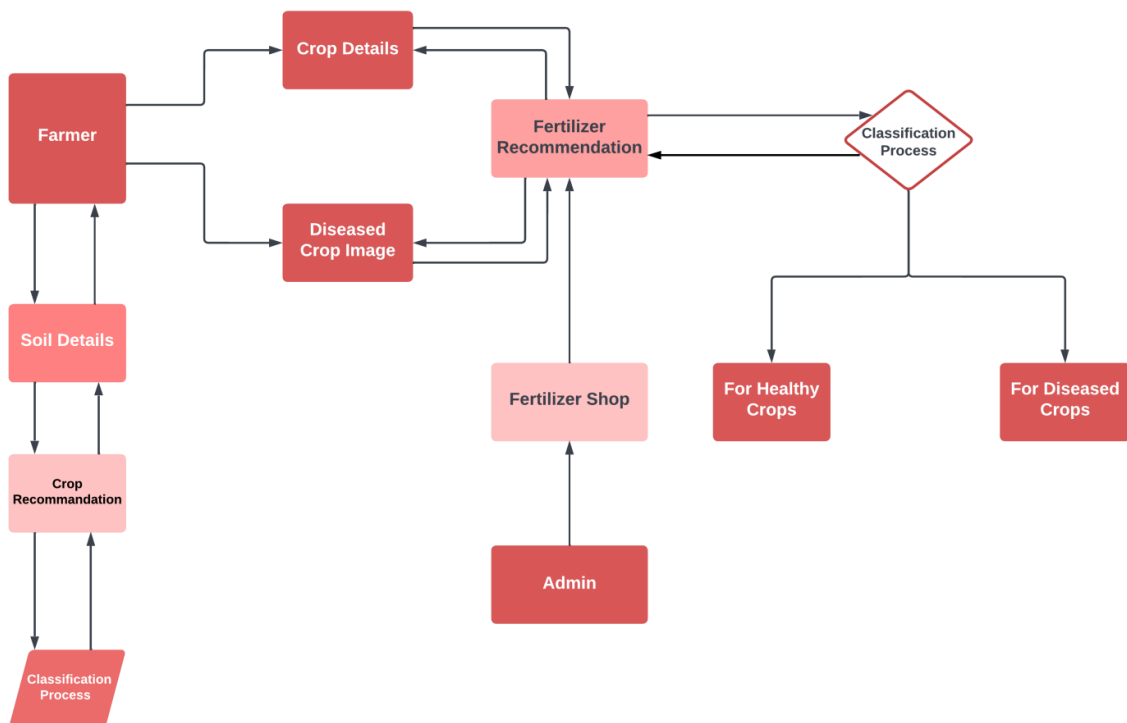 Crop Details
Farmer
Fertilizer
Recommendation
Classification
Process
Diseased
Crop Image
Soil Details
Fertilizer Shop
For Healthy
Crops
For Diseased
Crops
Crop
Recommandation
Admin
Classification
Process